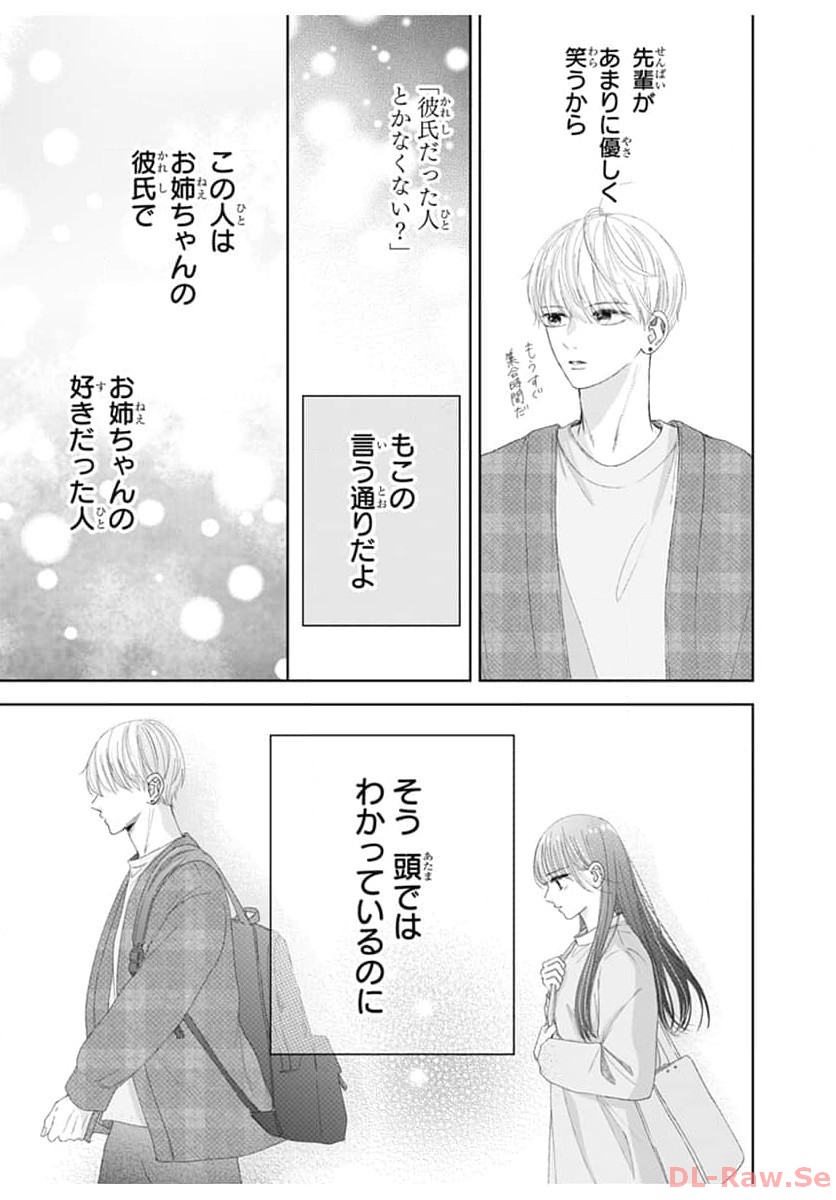 先輩が
あまりに優しく
笑うから
もうすぐ
集合時間だ
「彼氏だった人
とかなくない？」
もこの
言う通りだよ
この人は
お姉ちゃんの
彼氏で
お姉ちゃんの
好きだった人
そう 頭では
わかっているのに
DL-Raw.Se